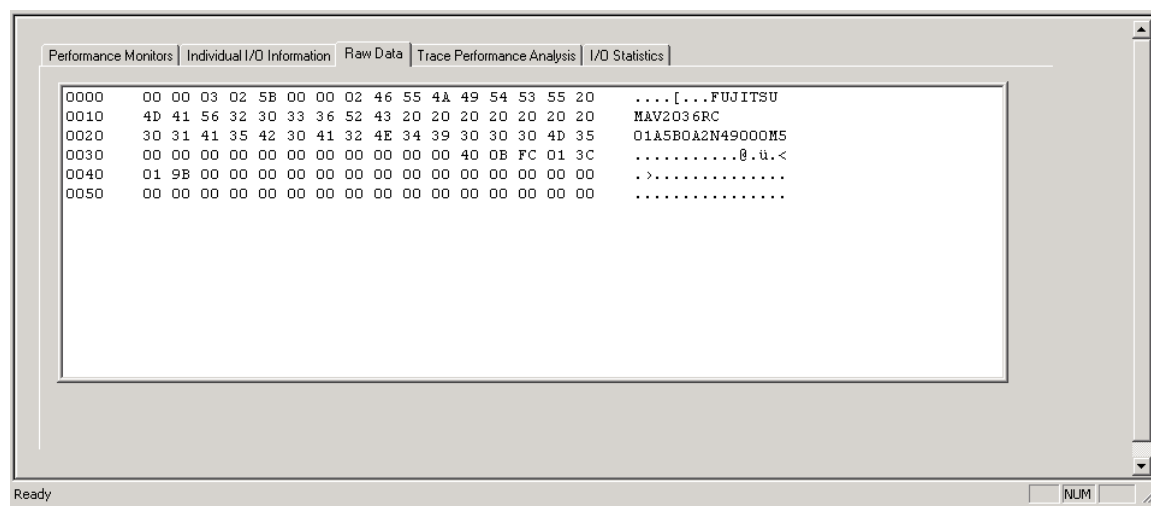 Performance Monitors Individual I/O Information Raw Data Trace Performance Analysis I/O Statistics
0000 00 00 03 02 5B 00 00 02 46 55 4A 49 54 53 55 20 ....[...FUJITSU
0010 4D 41 56 32 30 33 36 52 43 20 20 20 20 20 20 20 MAV2036RC
0020 30 31 41 35 42 30 41 32 4E 34 39 30 30 30 4D 35 01A5B0A2N49000M5
0030 00 00 00 00 00 00 00 00 00 00 00 40 0B FC 01 3C ...........@.ü.<
0040 01 9B 00 00 00 00 00 00 00 00 00 00 00 00 00 00 .›..............
0050 00 00 00 00 00 00 00 00 00 00 00 00 00 00 00 00 ................
Ready NUM